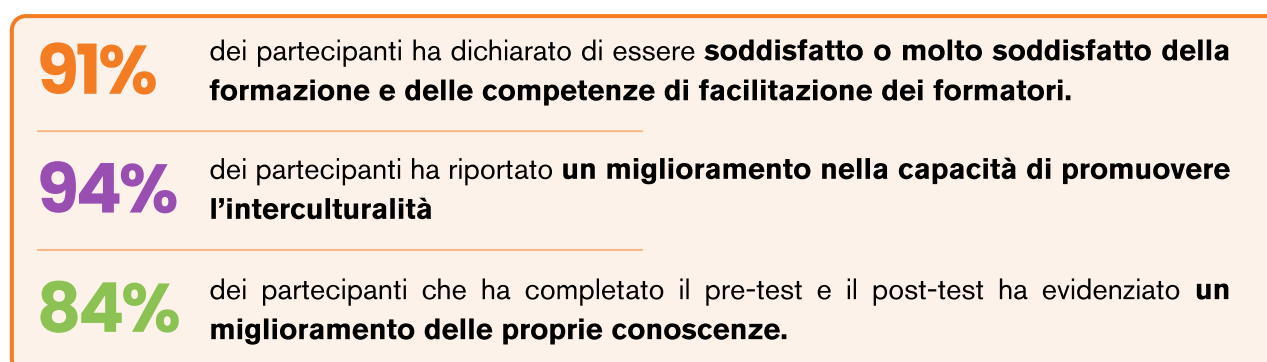 91%
dei partecipanti ha dichiarato di essere soddisfatto o molto soddisfatto della
formazione e delle competenze di facilitazione dei formatori.
94%
dei partecipanti ha riportato un miglioramento nella capacità di promuovere
l’interculturalità
84%
dei partecipanti che ha completato il pre-test e il post-test ha evidenziato un
miglioramento delle proprie conoscenze.